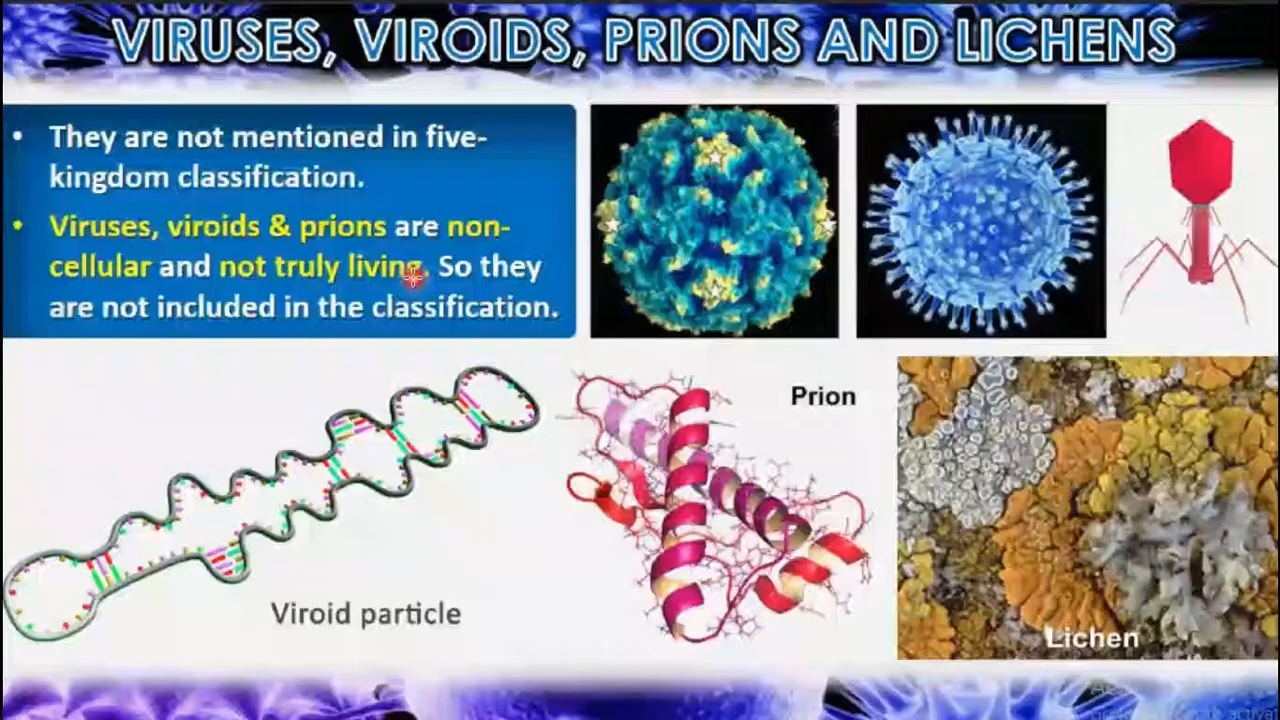 VIRUSES, VIROIDS, PRIONS AND LICHENS
• They are not mentioned in five-
kingdom classification.
• Viruses, viroids & prions are non-
cellular and not truly living. So they
are not included in the classification.
Prion
Viroid particle
Lichen